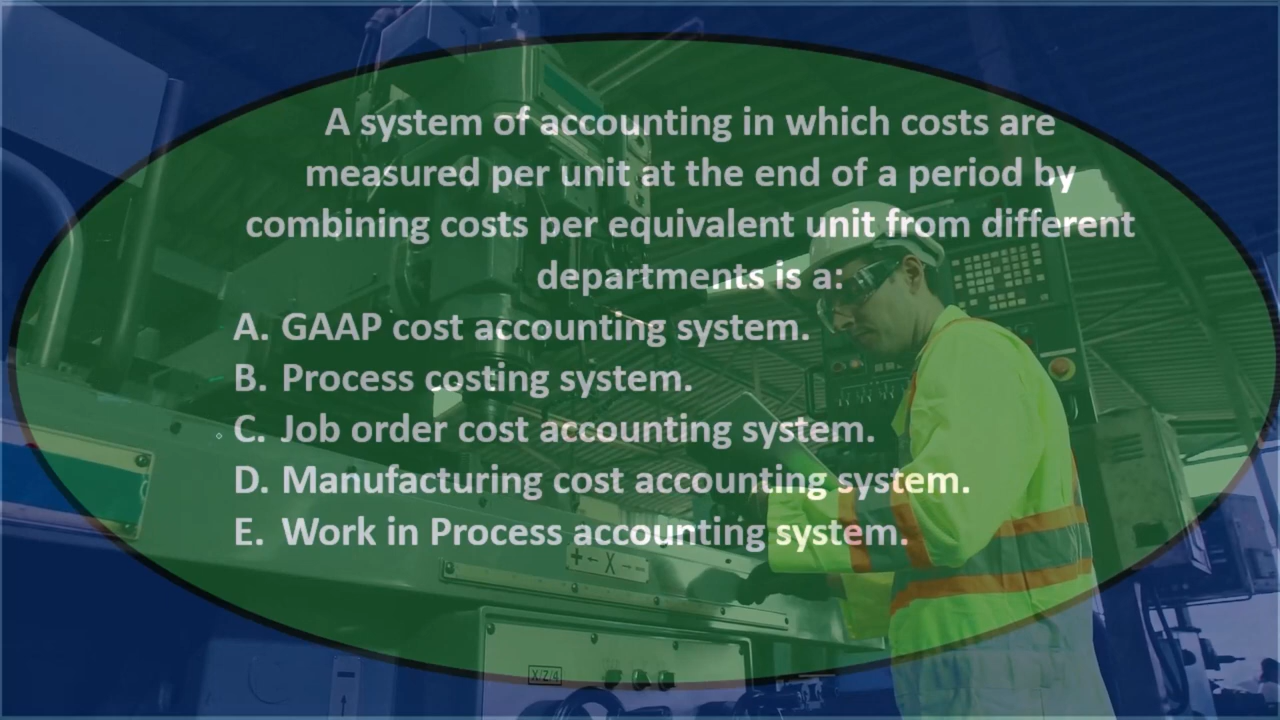 A system of accounting in which costs are
measured per unit at the end of a period by
combining costs per equivalent unit from different
departments is a:
A. GAAP cost accounting system.
B. Process costing system.
C. Job order cost accounting system.
D. Manufacturing cost accounting system.
E. Work in Process accounting system.
+ ← X → −
X/Z/4